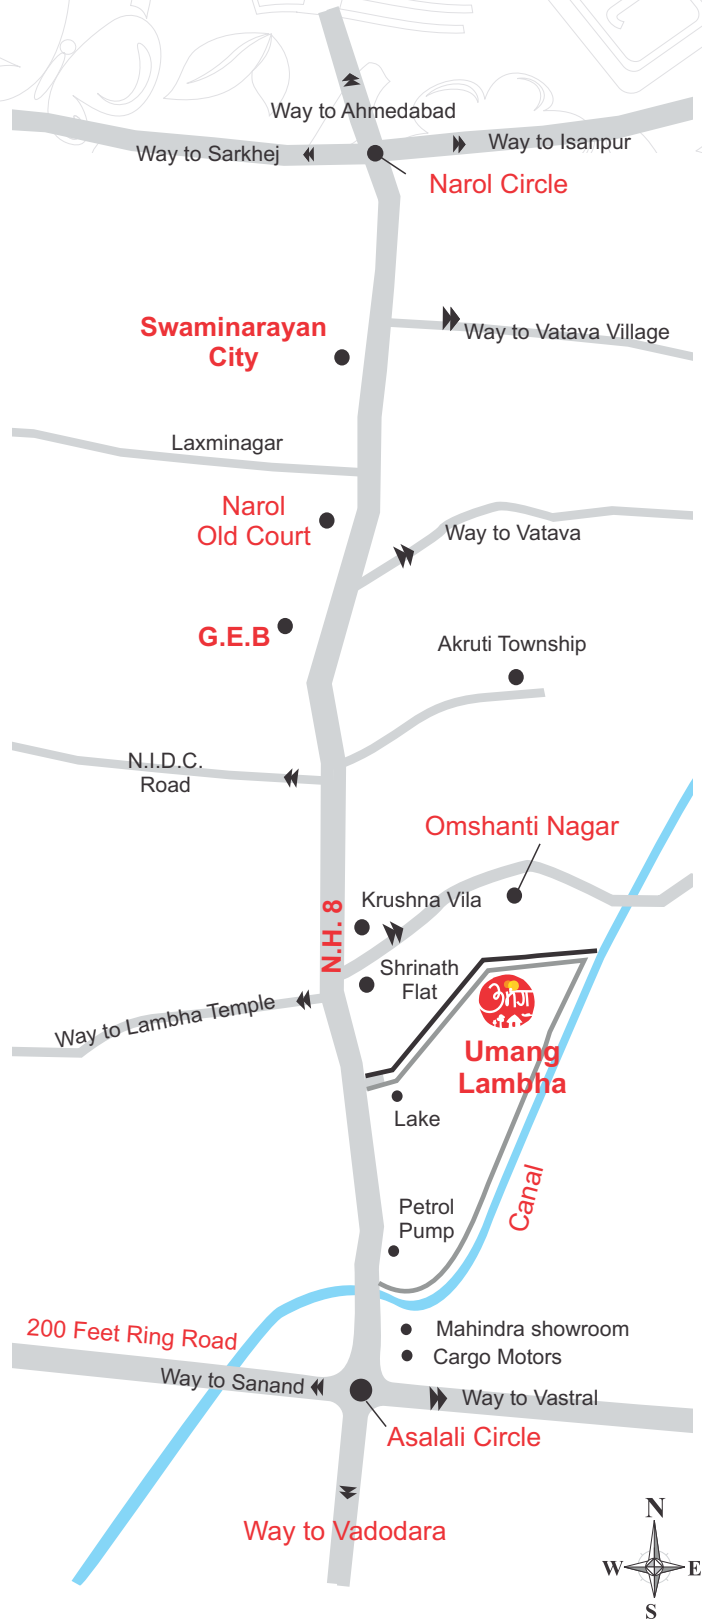 Way to Ahmedabad
Way to Sarkhej
Way to Isanpur
Narol Circle
Swaminarayan
City
Way to Vatava Village
Laxminagar
Narol
Old Court
Way to Vatava
G.E.B
Akruti Township
N.I.D.C.
Road
Omshanti Nagar
Krushna Vila
N.H. 8
Shrinath
Flat
Way to Lambha Temple
उमंग
Umang
Lambha
Lake
Canal
Petrol
Pump
200 Feet Ring Road
Mahindra showroom
Cargo Motors
Way to Sanand
Way to Vastral
Asalali Circle
Way to Vadodara
N
W
E
S